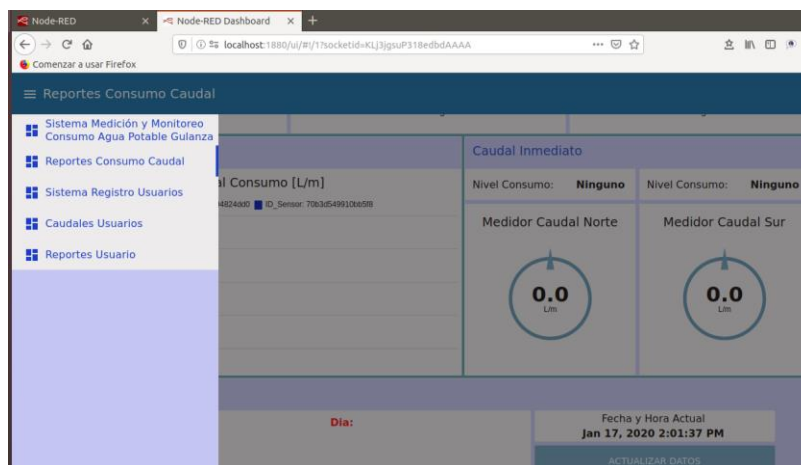 Node-RED
Node-RED Dashboard
localhost:1880/ui/#!/1?socketid=KLj3jgsuP318edbdAAAA
Comenzar a usar Firefox
Reportes Consumo Caudal
Sistema Medición y Monitoreo
Consumo Agua Potable Gulanza
Reportes Consumo Caudal
Sistema Registro Usuarios
Caudales Usuarios
Reportes Usuario
Consumo [L/m]
ID_Sensor: 70b3d549910bb5f8
Caudal Inmediato
Nivel Consumo: Ninguno
Nivel Consumo: Ninguno
Medidor Caudal Norte
Medidor Caudal Sur
0.0
L/m
0.0
L/m
Dia:
Fecha y Hora Actual
Jan 17, 2020 2:01:37 PM
ACTUALIZAR DATOS